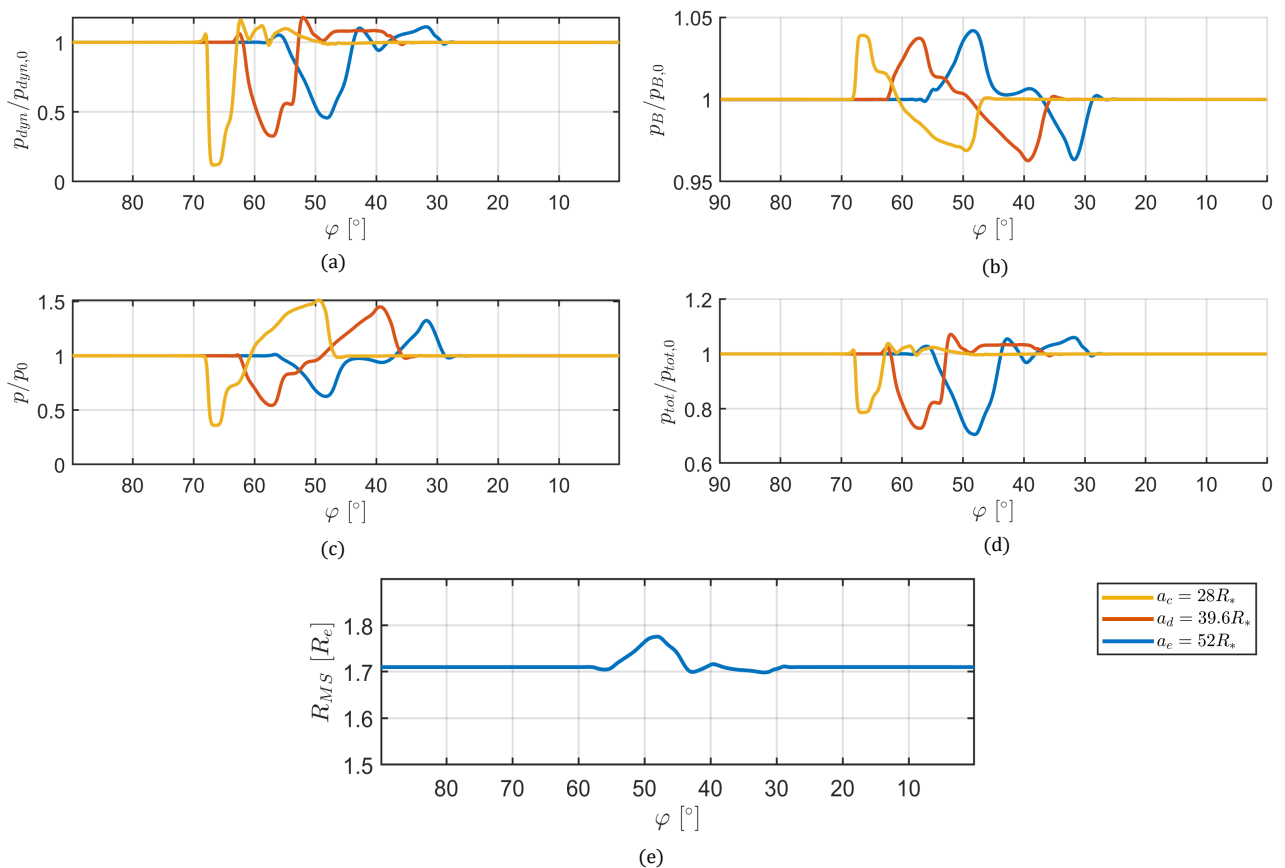 p_{dyn}/p_{dyn,0}
1
0.5
0
80 70 60 50 40 30 20 10
φ [°]
(a)
p_B/p_{B,0}
1.05
1
0.95
90 80 70 60 50 40 30 20 10 0
φ [°]
(b)
p/p_0
1.5
1
0.5
0
80 70 60 50 40 30 20 10
φ [°]
(c)
p_{tot}/p_{tot,0}
1.2
1
0.8
0.6
90 80 70 60 50 40 30 20 10 0
φ [°]
(d)
R_{MS} [R_e]
1.8
1.7
1.6
1.5
80 70 60 50 40 30 20 10
φ [°]
(e)
a_c = 28R_*
a_d = 39.6R_*
a_e = 52R_*